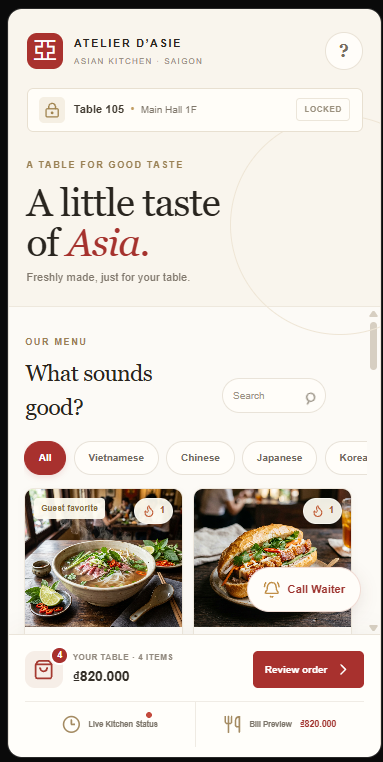 ATELIER D'ASIE
ASIAN KITCHEN · SAIGON
?
Table 105 • Main Hall 1F
LOCKED
A TABLE FOR GOOD TASTE
A little taste
of Asia.
Freshly made, just for your table.
OUR MENU
What sounds
good?
Search
All
Vietnamese
Chinese
Japanese
Korea
Guest favorite
1
1
Call Waiter
4
YOUR TABLE · 4 ITEMS
₫820.000
Review order
Live Kitchen Status
Bill Preview
₫820.000